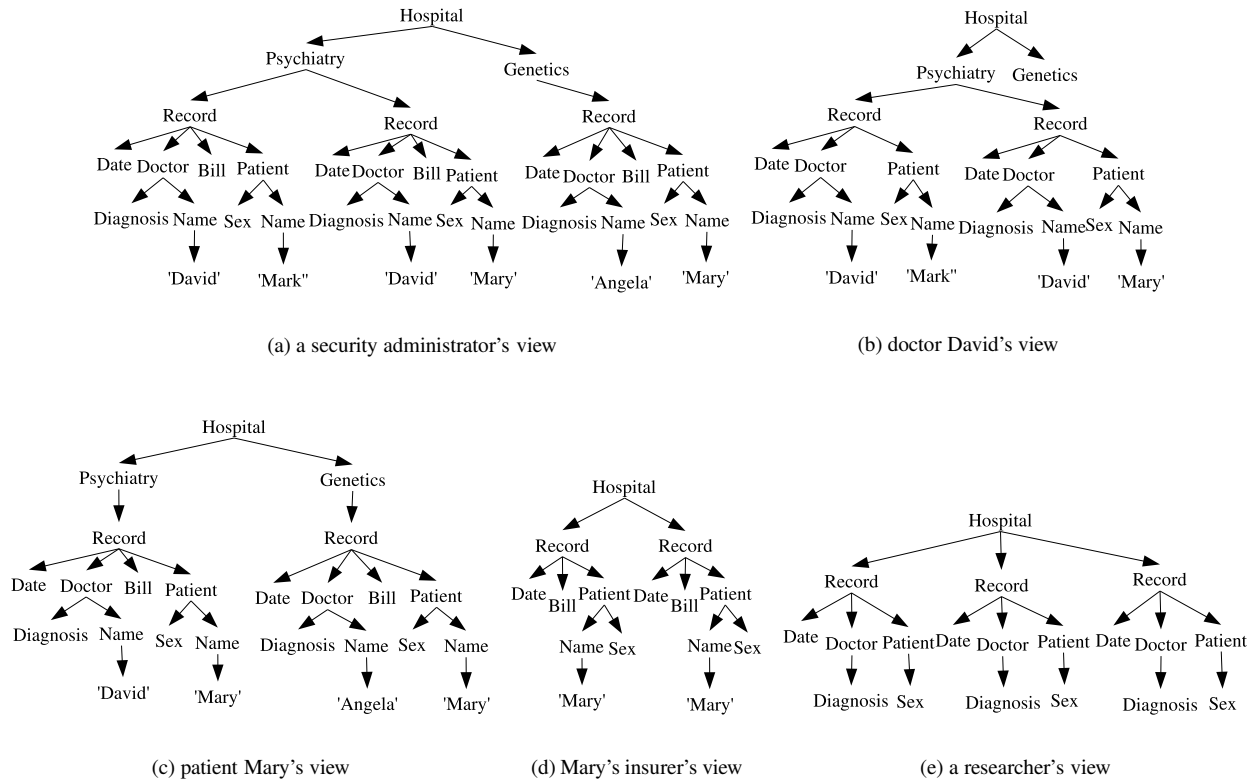 Hospital
Psychiatry
Genetics
Record
Record
Record
Date Doctor Bill Patient
Date Doctor Bill Patient
Date Doctor Bill Patient
Diagnosis Name Sex Name
Diagnosis Name Sex Name
Diagnosis Name Sex Name
'David' 'Mark"
'David' 'Mary'
'Angela' 'Mary'
(a) a security administrator's view
Hospital
Psychiatry Genetics
Record
Record
Date Doctor Patient
Date Doctor Patient
Diagnosis Name Sex Name
Diagnosis Name Sex Name
'David' 'Mark"
'David' 'Mary'
(b) doctor David's view
Hospital
Psychiatry Genetics
Record Record
Date Doctor Bill Patient
Date Doctor Bill Patient
Diagnosis Name Sex Name
Diagnosis Name Sex Name
'David' 'Mary'
'Angela' 'Mary'
(c) patient Mary's view
Hospital
Record Record
Date Bill Patient Date Bill Patient
Name Sex Name Sex
'Mary' 'Mary'
(d) Mary's insurer's view
Hospital
Record Record Record
Date Doctor Patient Date Doctor Patient Date Doctor Patient
Diagnosis Sex Diagnosis Sex Diagnosis Sex
(e) a researcher's view